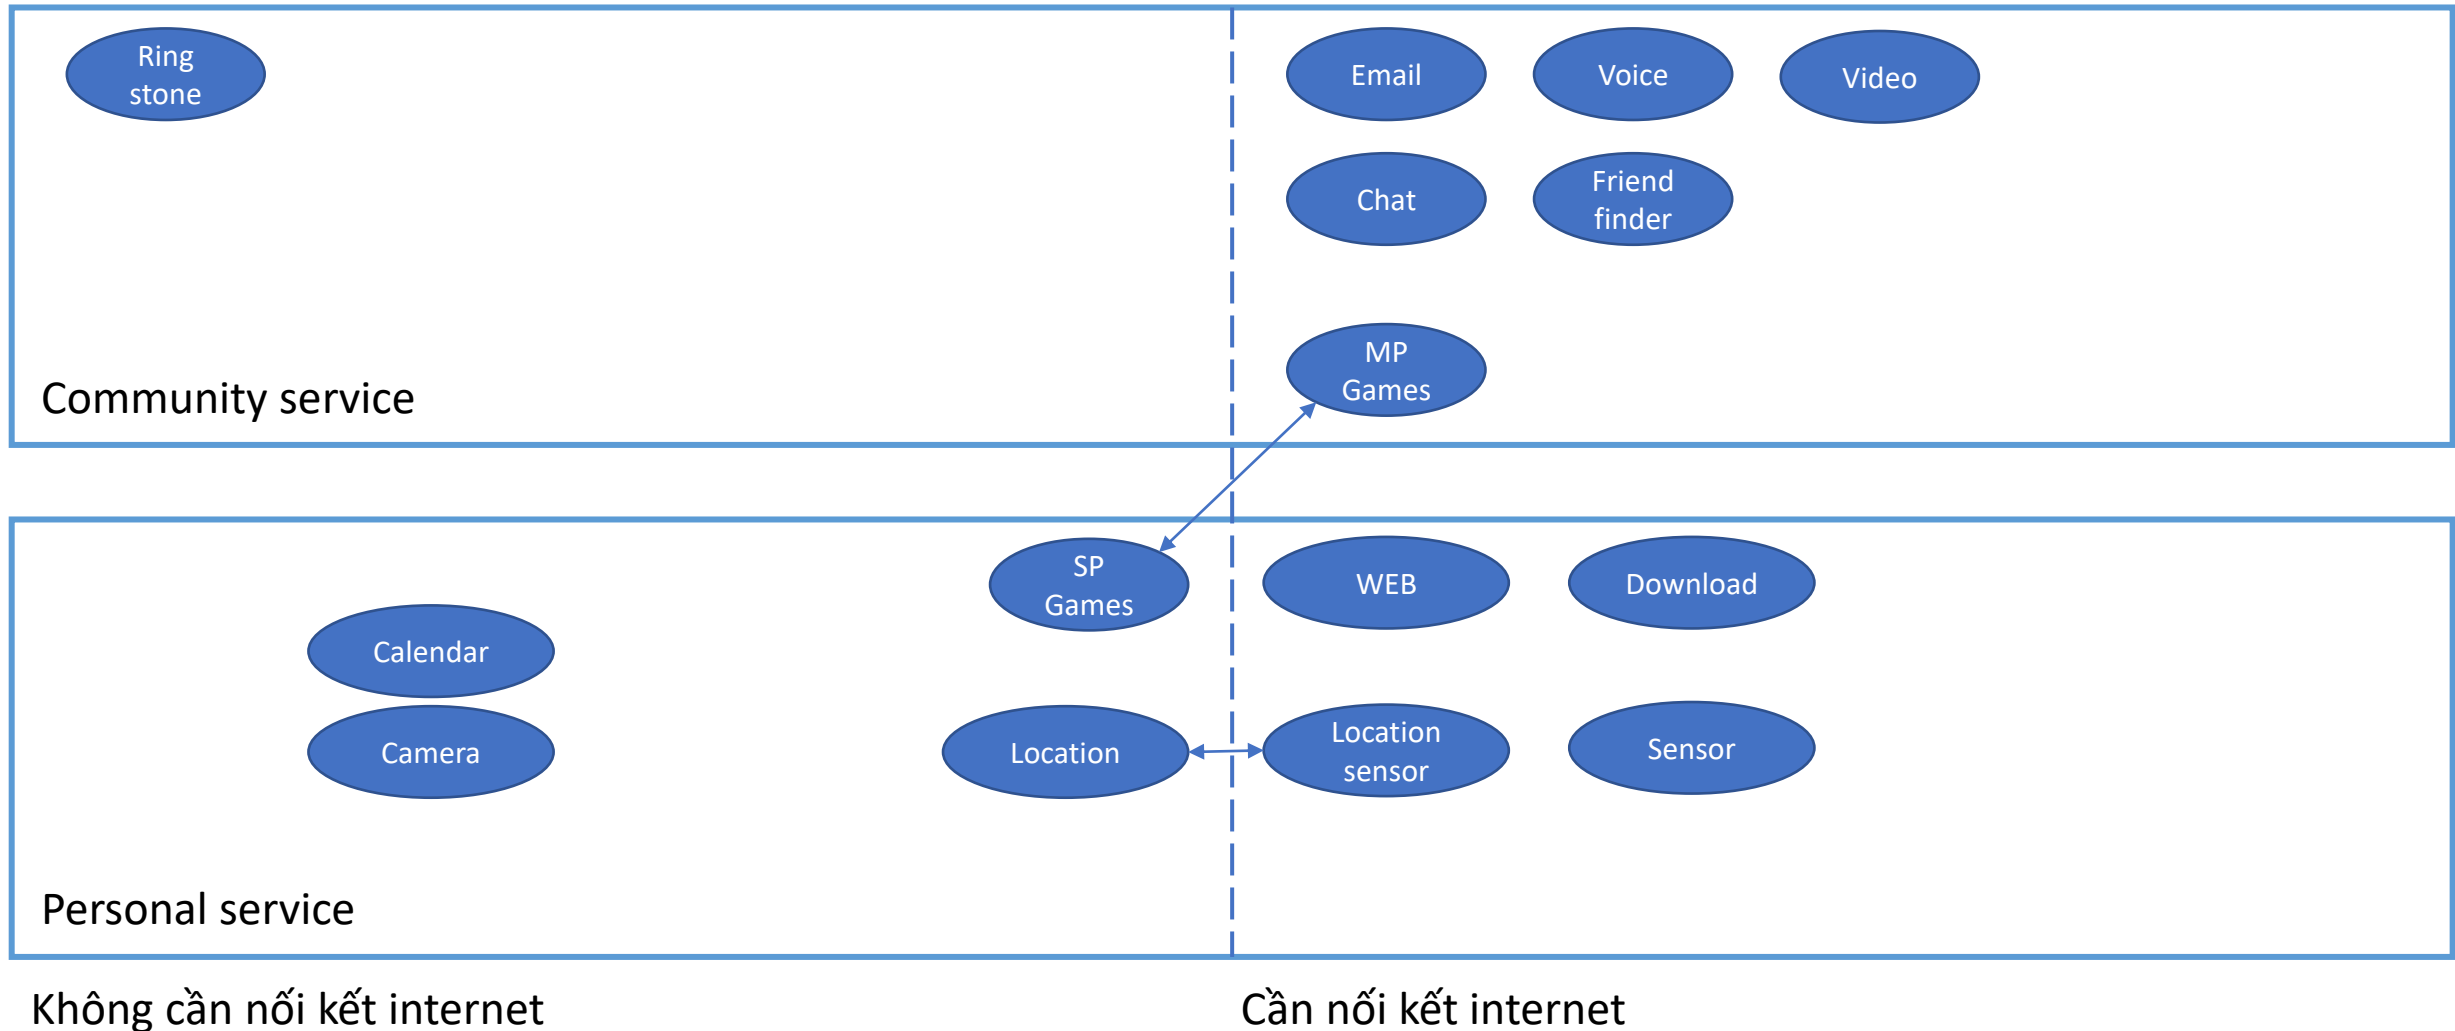 Ring
stone
Email
Voice
Video
Chat
Friend
finder
MP
Games
Community service
SP
Games
WEB
Download
Calendar
Camera
Location
Location
sensor
Sensor
Personal service
Không cần nối kết internet
Cần nối kết internet